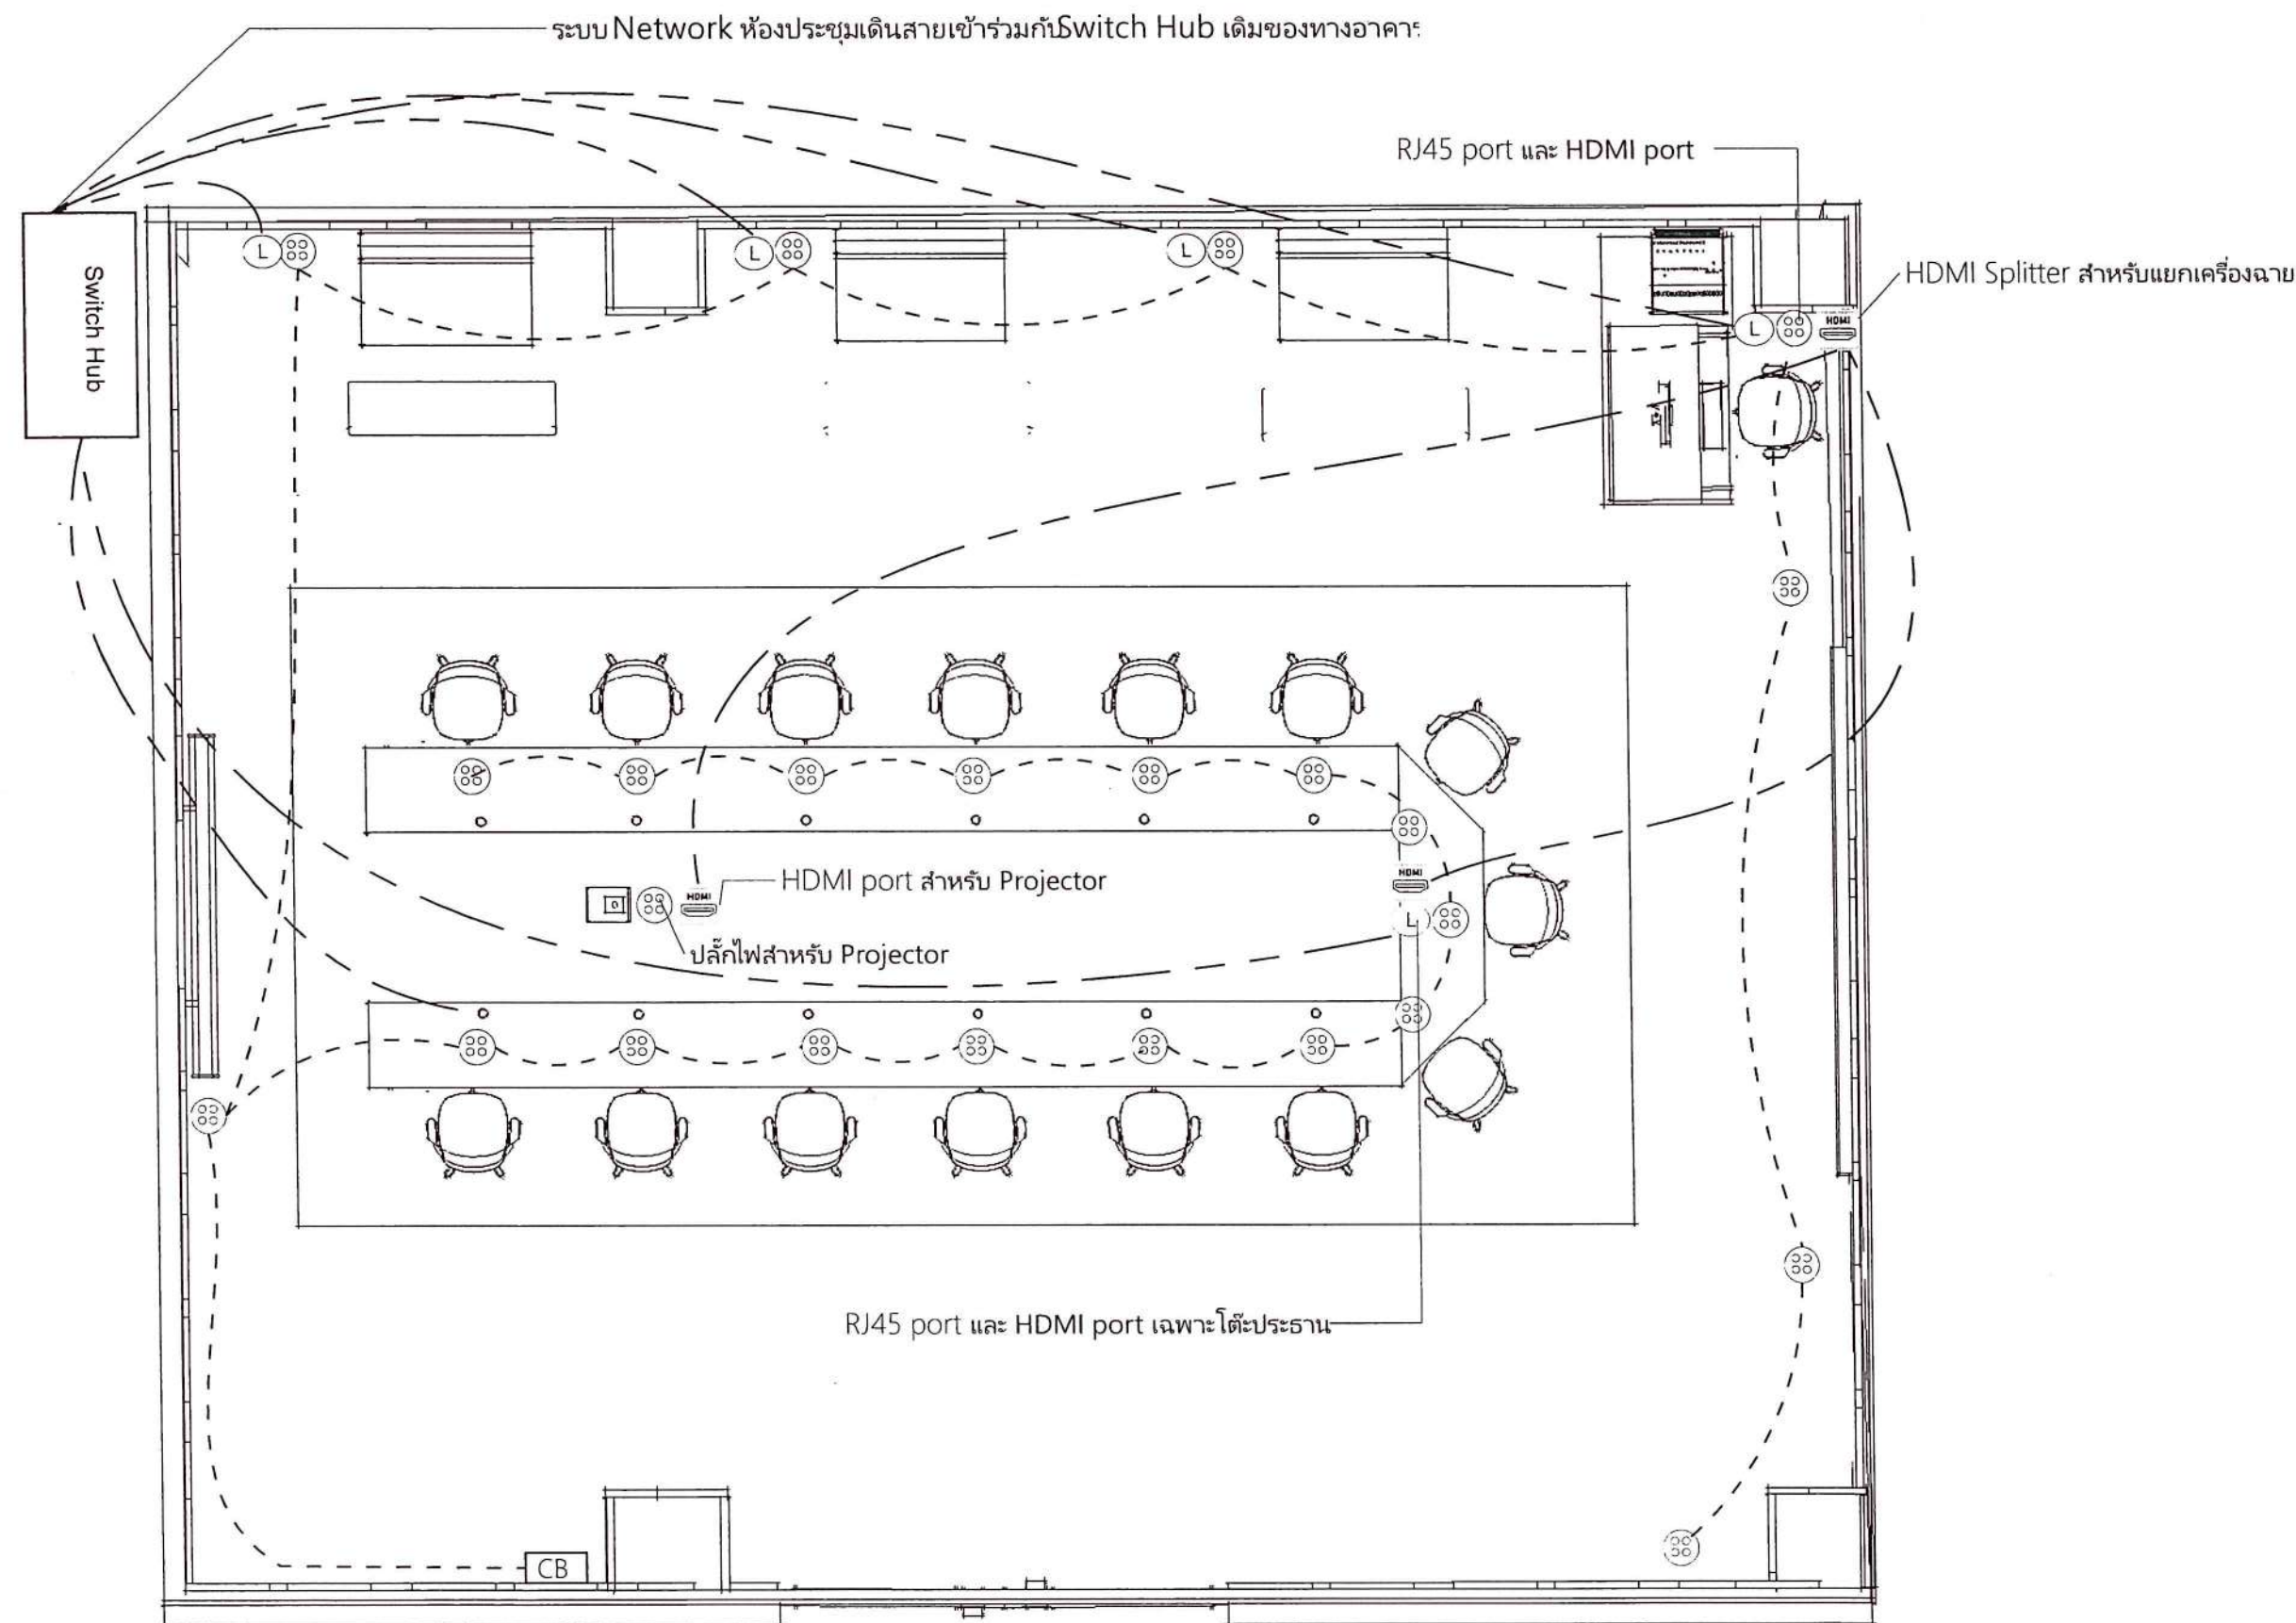 ระบบ Network ห้องประชุมเดินสายเข้าร่วมกับSwitch Hub เดิมของทางอาคาร
RJ45 port และ HDMI port
Switch Hub
L
L
L
HDMI Splitter สำหรับแยกเครื่องฉาย
L
HDMI
HDMI port สำหรับ Projector
HDMI
HDMI
L
ปลั๊กไฟสำหรับ Projector
RJ45 port และ HDMI port เฉพาะโต๊ะประธาน
CB